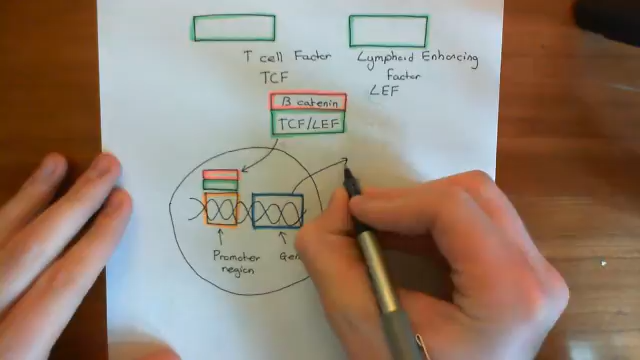 T cell Factor
TCF
Lymphoid Enhancing
Factor
LEF
B catenin
TCF/LEF
Promoter
region